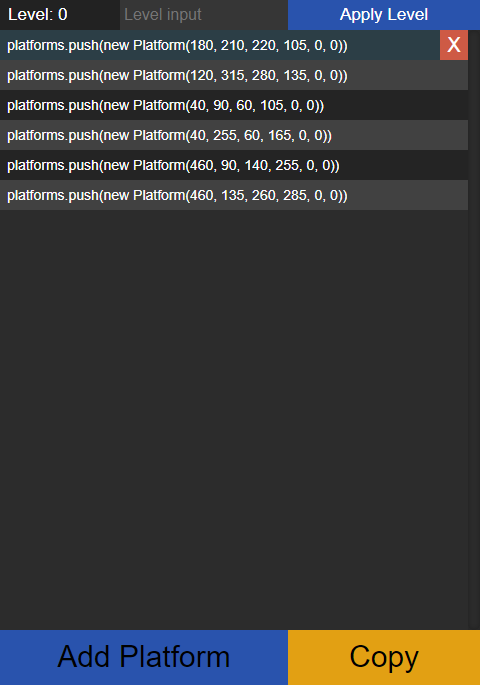 Level: 0 Level input Apply Level
platforms.push(new Platform(180, 210, 220, 105, 0, 0)) X
platforms.push(new Platform(120, 315, 280, 135, 0, 0))
platforms.push(new Platform(40, 90, 60, 105, 0, 0))
platforms.push(new Platform(40, 255, 60, 165, 0, 0))
platforms.push(new Platform(460, 90, 140, 255, 0, 0))
platforms.push(new Platform(460, 135, 260, 285, 0, 0))
Add Platform Copy